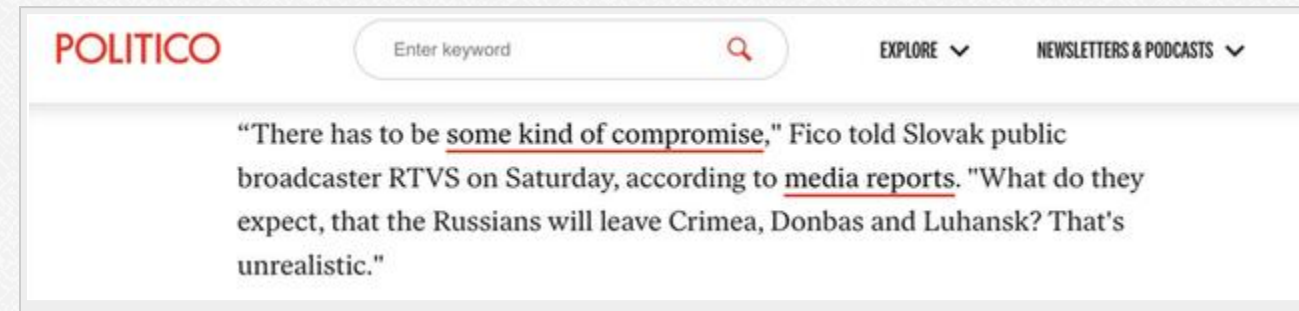 POLITICO
Enter keyword
EXPLORE
NEWSLETTERS & PODCASTS
“There has to be some kind of compromise," Fico told Slovak public
broadcaster RTVS on Saturday, according to media reports. "What do they
expect, that the Russians will leave Crimea, Donbas and Luhansk? That's
unrealistic."